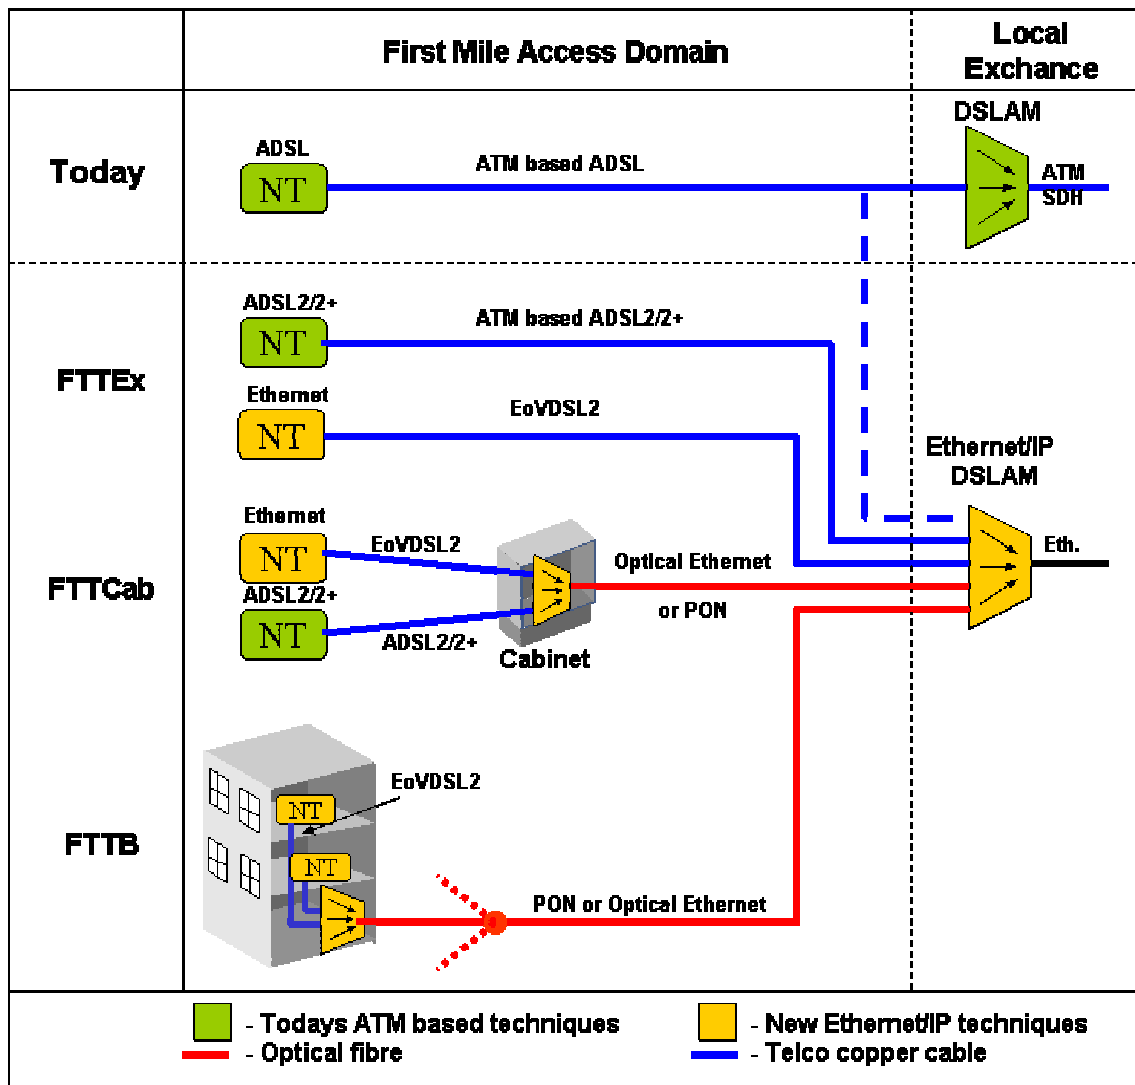 First Mile Access Domain
Local
Exchance
Today
ADSL
NT
ATM based ADSL
DSLAM
ATM
SDH
FTTEx
ADSL2/2+
NT
ATM based ADSL2/2+
Ethernet
NT
EoVDSL2
Ethernet/IP
DSLAM
Eth.
FTTCab
Ethernet
NT
EoVDSL2
ADSL2/2+
NT
ADSL2/2+
Cabinet
Optical Ethernet
or PON
FTTB
EoVDSL2
NT
NT
PON or Optical Ethernet
- Todays ATM based techniques
- New Ethernet/IP techniques
- Optical fibre
- Telco copper cable